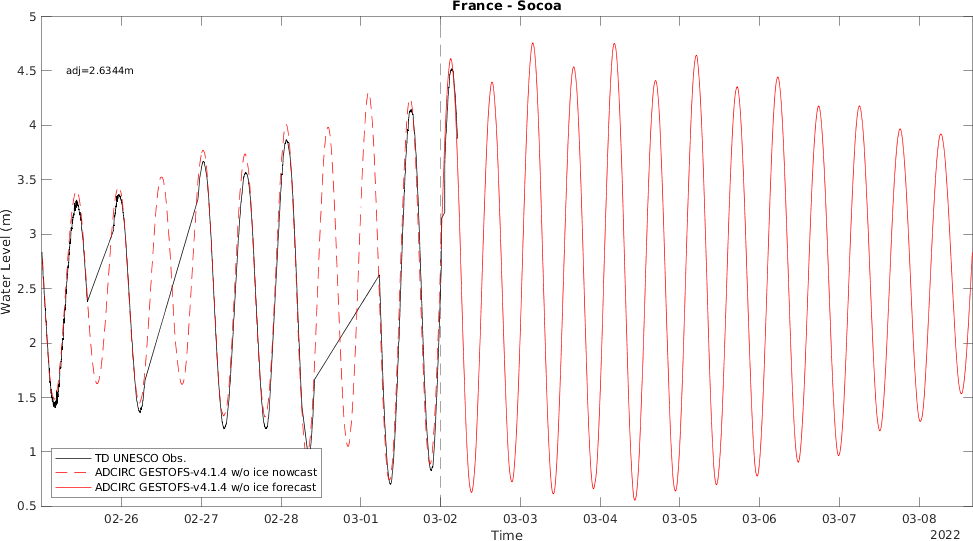 France - Socoa
adj=2.6344m
Water Level (m)
5
4.5
4
3.5
3
2.5
2
1.5
1
0.5
TD UNESCO Obs.
ADCIRC GESTOFS-v4.1.4 w/o ice nowcast
ADCIRC GESTOFS-v4.1.4 w/o ice forecast
02-26 02-27 02-28 03-01 03-02 03-03 03-04 03-05 03-06 03-07 03-08
Time
2022